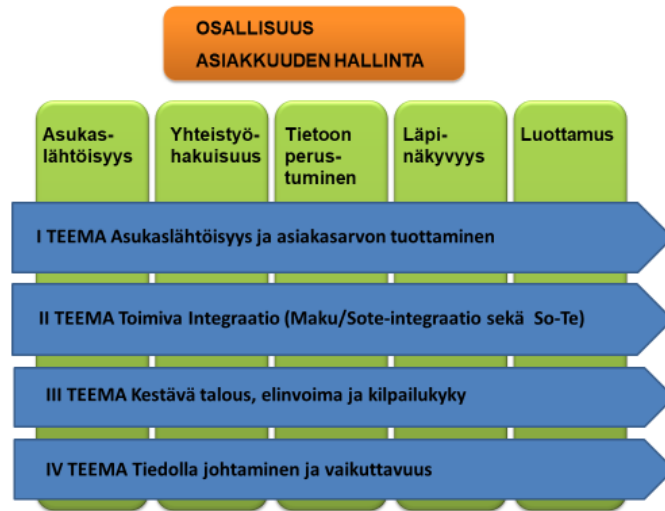 OSALLISUUS
ASIAKKUUDEN HALLINTA
Asukas-
lähtöisyys
Yhteistyö-
hakuisuus
Tietoon
perus-
tuminen
Läpi-
näkyvyys
Luottamus
I TEEMA Asukaslähtöisyys ja asiakasarvon tuottaminen
II TEEMA Toimiva Integraatio (Maku/Sote-integraatio sekä So-Te)
III TEEMA Kestävä talous, elinvoima ja kilpailukyky
IV TEEMA Tiedolla johtaminen ja vaikuttavuus